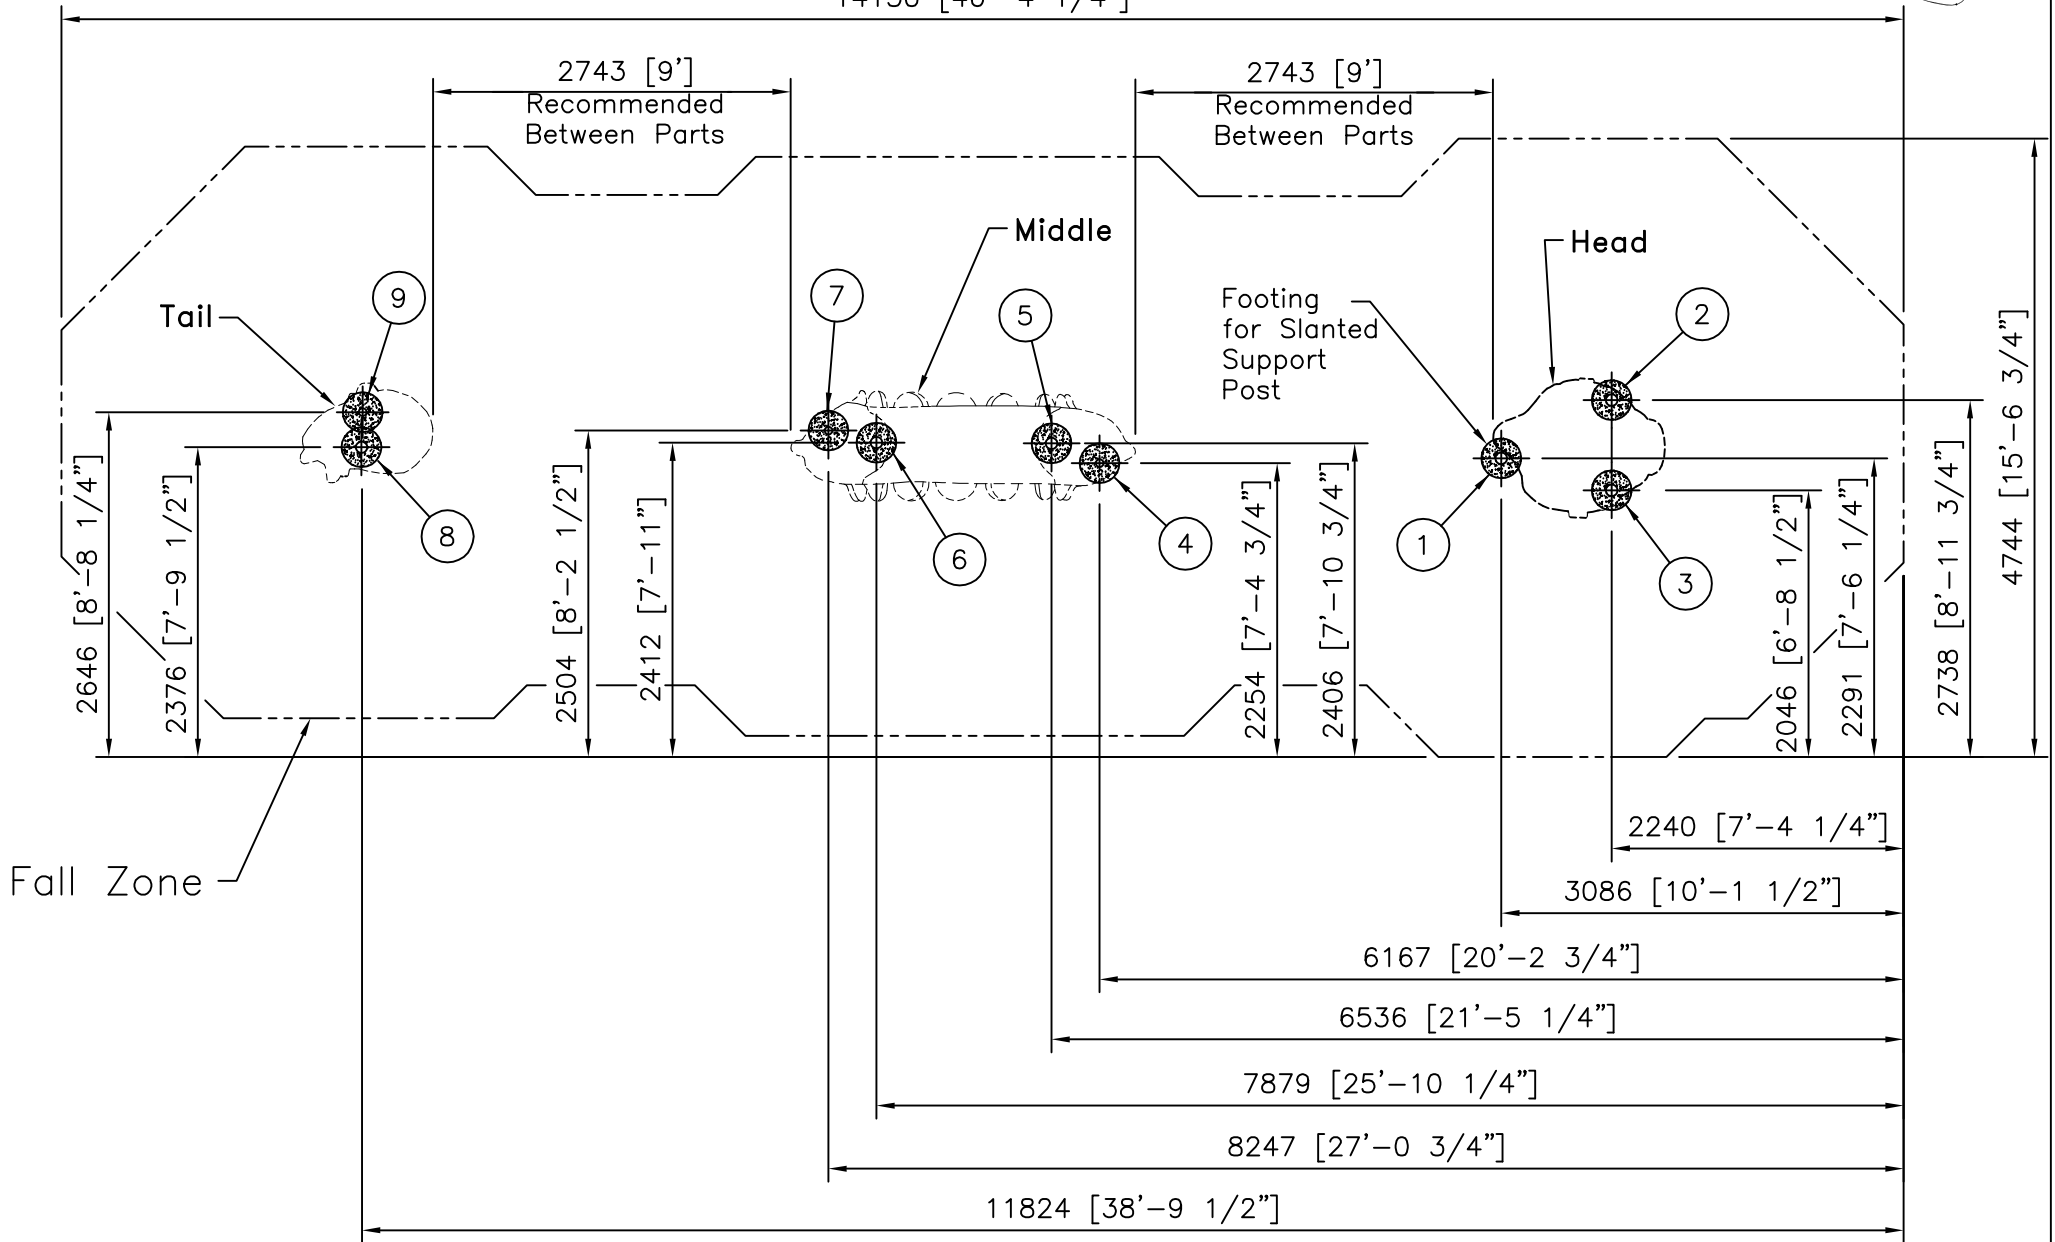 2743 [9']
Recommended
Between Parts
2743 [9']
Recommended
Between Parts
Middle
Head
Tail
9
7
5
2
Footing
for Slanted
Support
Post
8
6
4
1
3
2646 [8'-8 1/4"]
2376 [7'-9 1/2"]
2504 [8'-2 1/2"]
2412 [7'-11"]
2254 [7'-4 3/4"]
2406 [7'-10 3/4"]
2046 [6'-8 1/2"]
2291 [7'-6 1/4"]
2738 [8'-11 3/4"]
4744 [15'-6 3/4"]
Fall Zone
2240 [7'-4 1/4"]
3086 [10'-1 1/2"]
6167 [20'-2 3/4"]
6536 [21'-5 1/4"]
7879 [25'-10 1/4"]
8247 [27'-0 3/4"]
11824 [38'-9 1/2"]